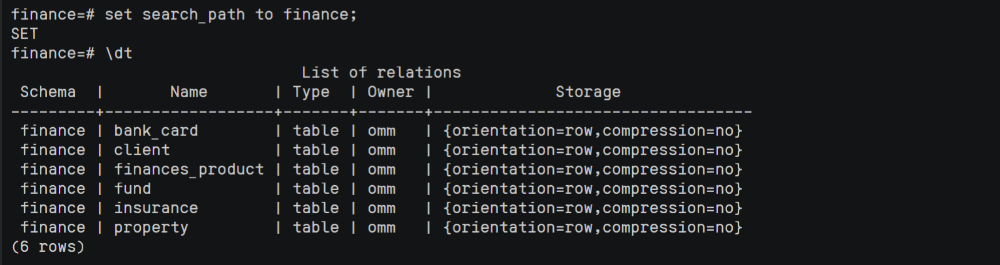 finance=# set search_path to finance;
SET
finance=# \dt
                               List of relations
 Schema  |       Name       | Type  | Owner |             Storage
---------+------------------+-------+-------+----------------------------------
 finance | bank_card        | table | omm   | {orientation=row,compression=no}
 finance | client           | table | omm   | {orientation=row,compression=no}
 finance | finances_product | table | omm   | {orientation=row,compression=no}
 finance | fund             | table | omm   | {orientation=row,compression=no}
 finance | insurance        | table | omm   | {orientation=row,compression=no}
 finance | property         | table | omm   | {orientation=row,compression=no}
(6 rows)